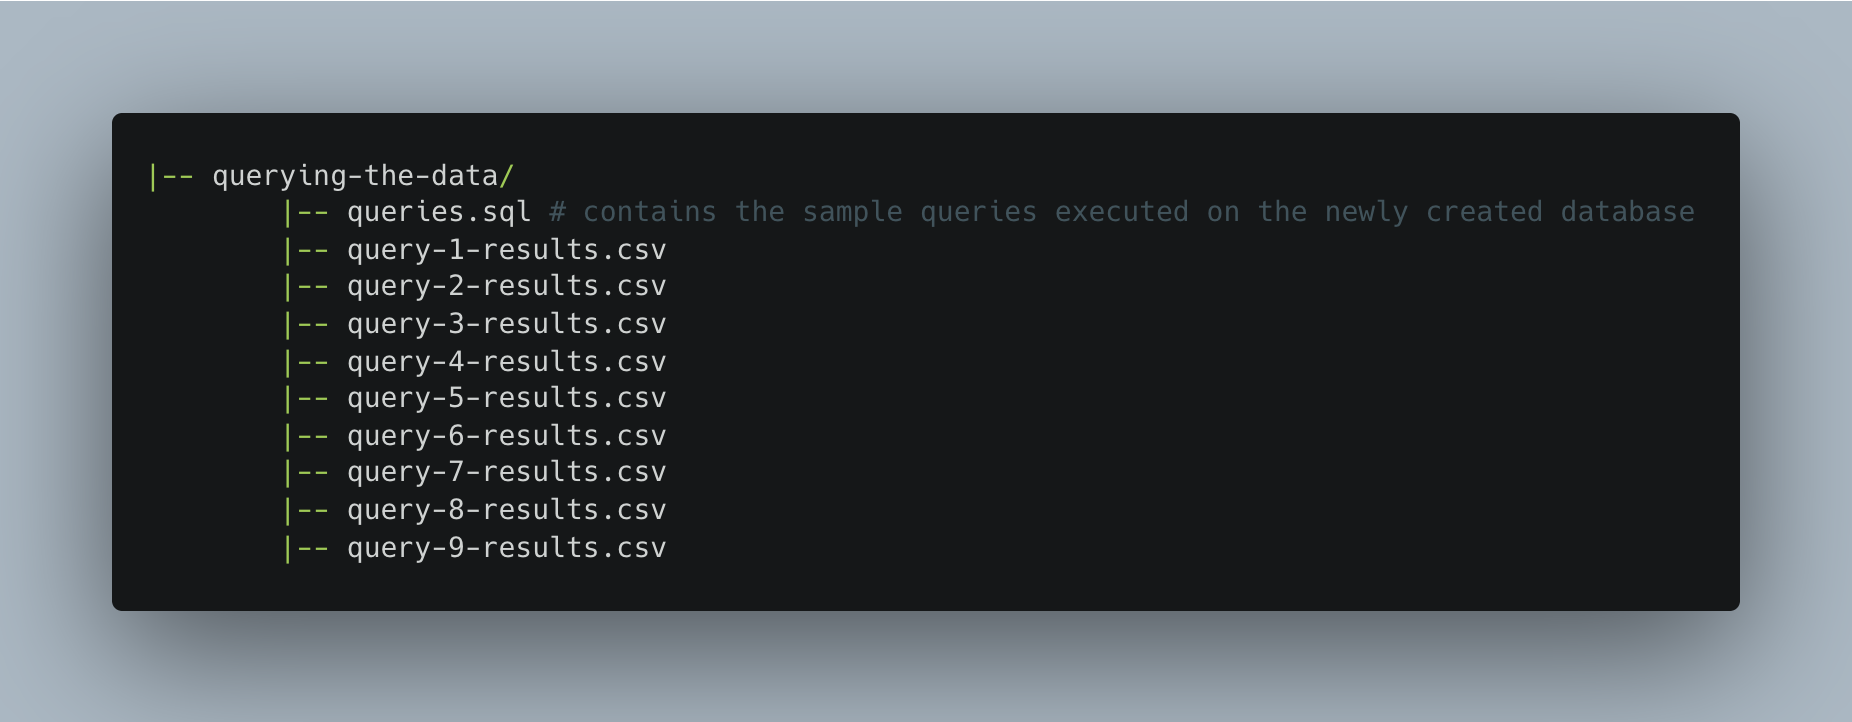 |-- querying-the-data/
        |-- queries.sql # contains the sample queries executed on the newly created database
        |-- query-1-results.csv
        |-- query-2-results.csv
        |-- query-3-results.csv
        |-- query-4-results.csv
        |-- query-5-results.csv
        |-- query-6-results.csv
        |-- query-7-results.csv
        |-- query-8-results.csv
        |-- query-9-results.csv